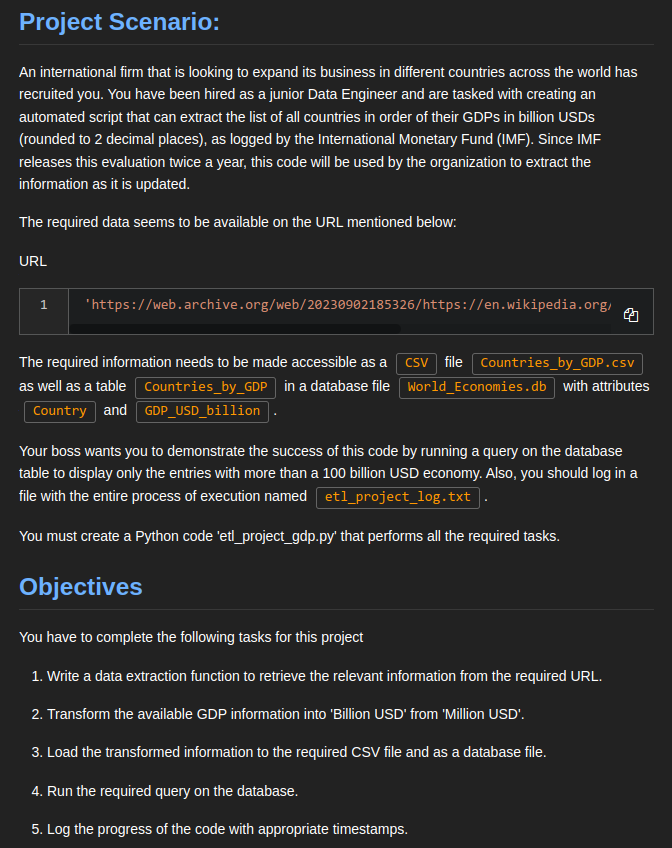 Project Scenario:
An international firm that is looking to expand its business in different countries across the world has
recruited you. You have been hired as a junior Data Engineer and are tasked with creating an
automated script that can extract the list of all countries in order of their GDPs in billion USDs
(rounded to 2 decimal places), as logged by the International Monetary Fund (IMF). Since IMF
releases this evaluation twice a year, this code will be used by the organization to extract the
information as it is updated.
The required data seems to be available on the URL mentioned below:
URL
1 'https://web.archive.org/web/20230902185326/https://en.wikipedia.org/
The required information needs to be made accessible as a CSV file Countries_by_GDP.csv
as well as a table Countries_by_GDP in a database file World_Economies.db with attributes
Country and GDP_USD_billion .
Your boss wants you to demonstrate the success of this code by running a query on the database
table to display only the entries with more than a 100 billion USD economy. Also, you should log in a
file with the entire process of execution named etl_project_log.txt .
You must create a Python code 'etl_project_gdp.py' that performs all the required tasks.
Objectives
You have to complete the following tasks for this project
1. Write a data extraction function to retrieve the relevant information from the required URL.
2. Transform the available GDP information into 'Billion USD' from 'Million USD'.
3. Load the transformed information to the required CSV file and as a database file.
4. Run the required query on the database.
5. Log the progress of the code with appropriate timestamps.